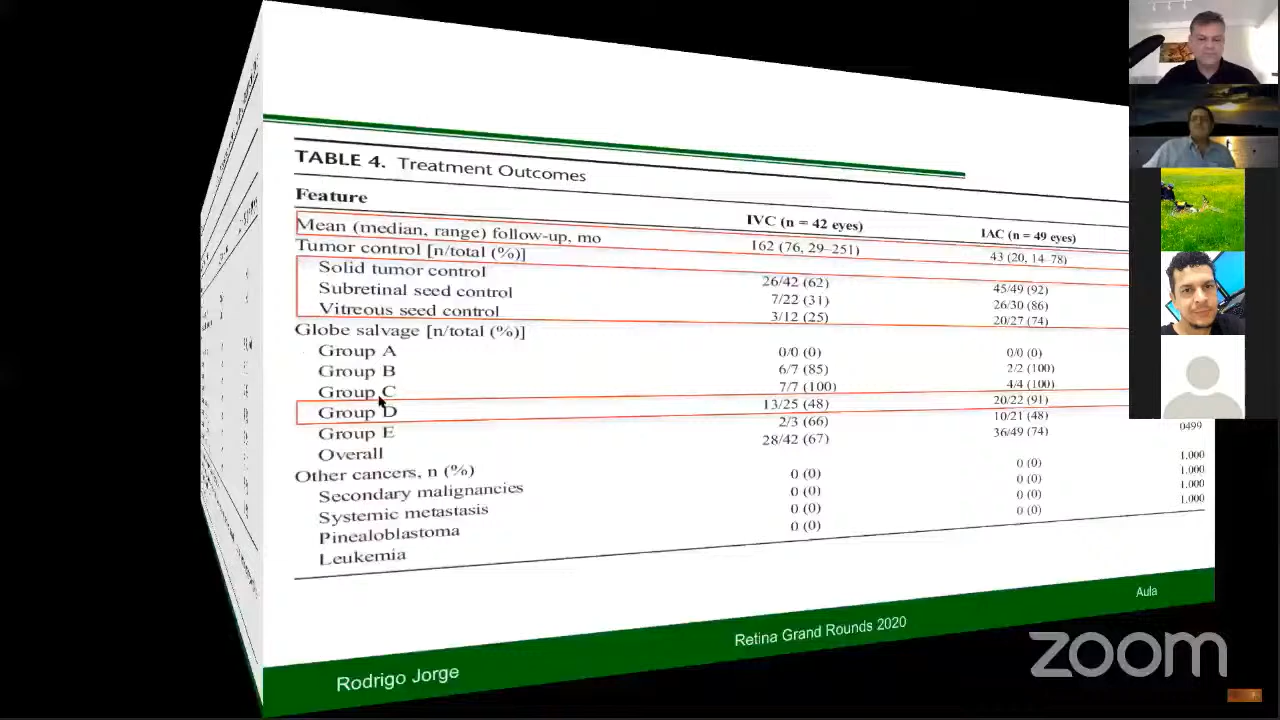 TABLE 4. Treatment Outcomes
Feature IVC (n = 42 eyes) IAC (n = 49 eyes)
Mean (median, range) follow-up, mo 162 (76, 29–251) 43 (20, 14–78)
Tumor control [n/total (%)]
Solid tumor control 26/42 (62) 45/49 (92)
Subretinal seed control 7/22 (31) 26/30 (86)
Vitreous seed control 3/12 (25) 20/27 (74)
Globe salvage [n/total (%)]
Group A 0/0 (0) 0/0 (0)
Group B 6/7 (85) 2/2 (100)
Group C 7/7 (100) 4/4 (100)
Group D 13/25 (48) 20/22 (91)
Group E 2/3 (66) 10/21 (48)
Overall 28/42 (67) 36/49 (74) 0499
Other cancers, n (%)
Secondary malignancies 0 (0) 0 (0) 1.000
Systemic metastasis 0 (0) 0 (0) 1.000
Pinealoblastoma 0 (0) 0 (0) 1.000
Leukemia 0 (0) 0 (0) 1.000
Rodrigo Jorge
Retina Grand Rounds 2020
Aula
zoom